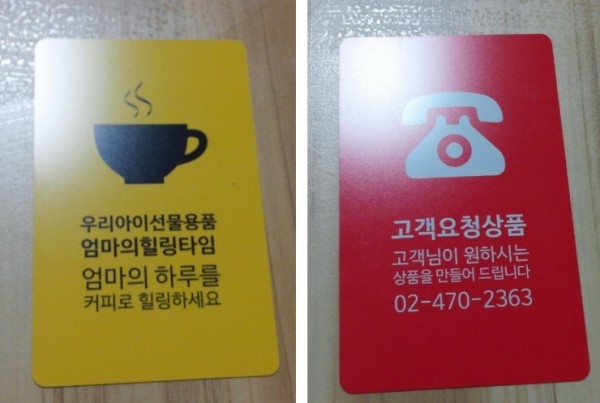 우리아이선물용품
엄마의힐링타임
엄마의 하루를
커피로 힐링하세요
고객요청상품
고객님이 원하시는
상품을 만들어 드립니다
02-470-2363